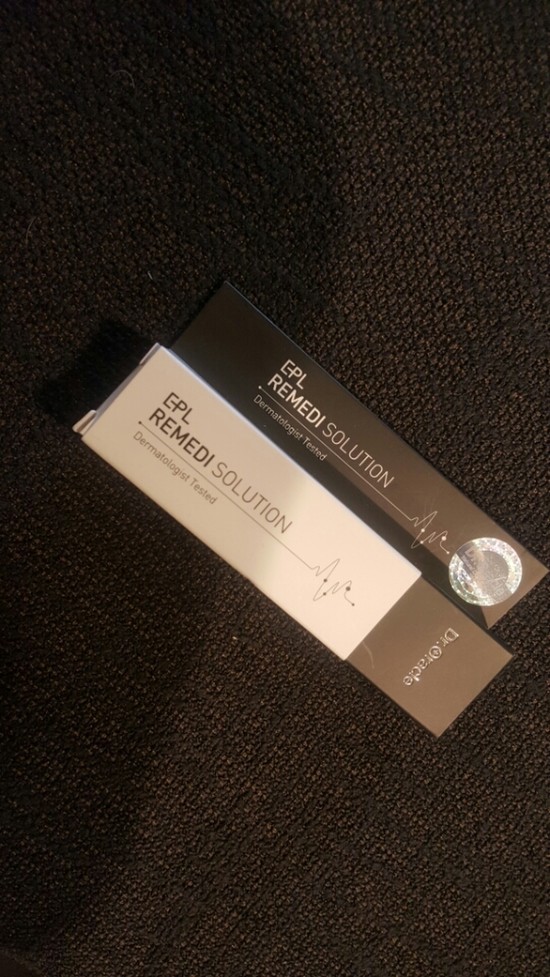 EPL
REMEDI SOLUTION
Dermatologist Tested
EPL
REMEDI SOLUTION
Dermatologist Tested
Dr.Oracle